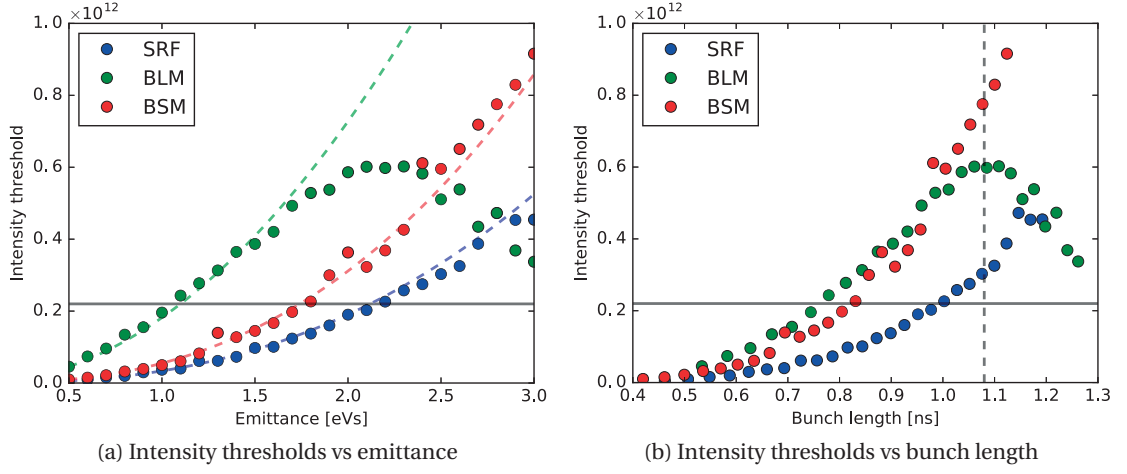 ×10¹²
1.0
0.8
0.6
0.4
0.2
0.0
Intensity threshold
SRF
BLM
BSM
0.5 1.0 1.5 2.0 2.5 3.0
Emittance [eVs]
(a) Intensity thresholds vs emittance
×10¹²
1.0
0.8
0.6
0.4
0.2
0.0
Intensity threshold
SRF
BLM
BSM
0.4 0.5 0.6 0.7 0.8 0.9 1.0 1.1 1.2 1.3
Bunch length [ns]
(b) Intensity thresholds vs bunch length